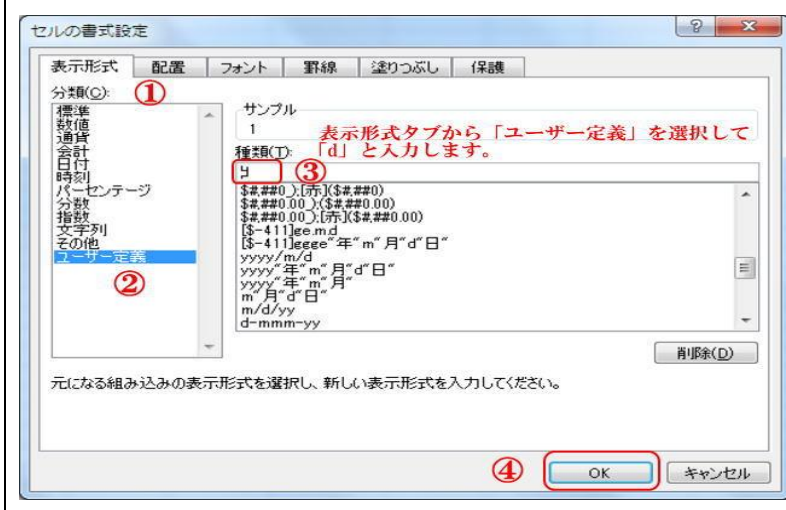 セルの書式設定
表示形式 配置 フォント 罫線 塗りつぶし 保護
分類(C): ①
標準
数値
通貨
会計
日付
時刻
パーセンテージ
分数
指数
文字列
その他
ユーザー定義
②
サンプル
1
表示形式タブから「ユーザー定義」を選択して
「d」と入力します。
種類(T):
③
$#,##0_);[赤]($#,##0)
$#,##0.00_);($#,##0.00)
$#,##0.00_);[赤]($#,##0.00)
[$-411]ge.m.d
[$-411]ggge"年"m"月"d"日"
yyyy/m/d
yyyy"年"m"月"d"日"
yyyy"年"m"月"
m"月"d"日"
m/d/yy
d-mmm-yy
削除(D)
元になる組み込みの表示形式を選択し、新しい表示形式を入力してください。
④ OK キャンセル